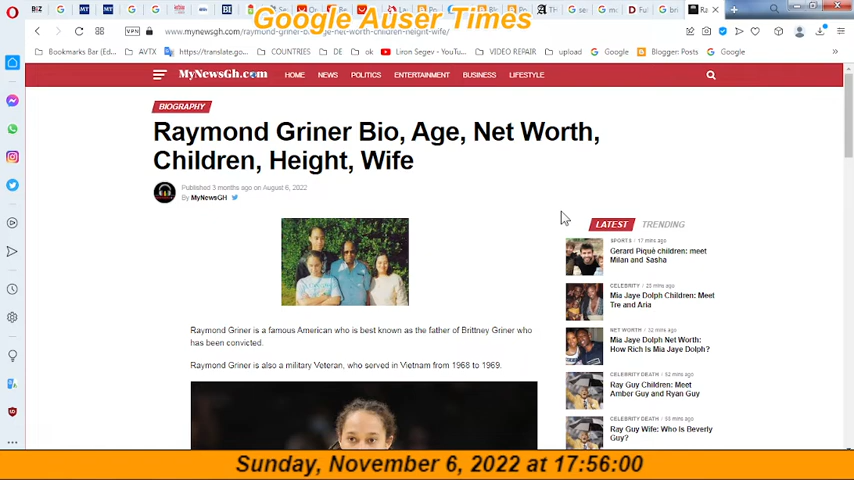 Google Auser Times
VPN
www.mynewsgh.com/raymond-griner-bio-age-net-worth-children-height-wife/
Bookmarks Bar (Ed...
AVTX
https://translate.go...
COUNTRIES
DE
ok
Liron Segev - YouTu...
VIDEO REPAIR
upload
Google
Blogger: Posts
Google
MyNewsGh.com
HOME
NEWS
POLITICS
ENTERTAINMENT
BUSINESS
LIFESTYLE
BIOGRAPHY
Raymond Griner Bio, Age, Net Worth,
Children, Height, Wife
Published 3 months ago on August 6, 2022
By MyNewsGH
Raymond Griner is a famous American who is best known as the father of Brittney Griner who
has been convicted.
Raymond Griner is also a military Veteran, who served in Vietnam from 1968 to 1969.
LATEST
TRENDING
SPORTS / 17 mins ago
Gerard Piqué children: meet
Milan and Sasha
CELEBRITY / 25 mins ago
Mia Jaye Dolph Children: Meet
Tre and Aria
NET WORTH / 32 mins ago
Mia Jaye Dolph Net Worth:
How Rich Is Mia Jaye Dolph?
CELEBRITY DEATH / 52 mins ago
Ray Guy Children: Meet
Amber Guy and Ryan Guy
CELEBRITY DEATH / 58 mins ago
Ray Guy Wife: Who Is Beverly
Guy?
Sunday, November 6, 2022 at 17:56:00